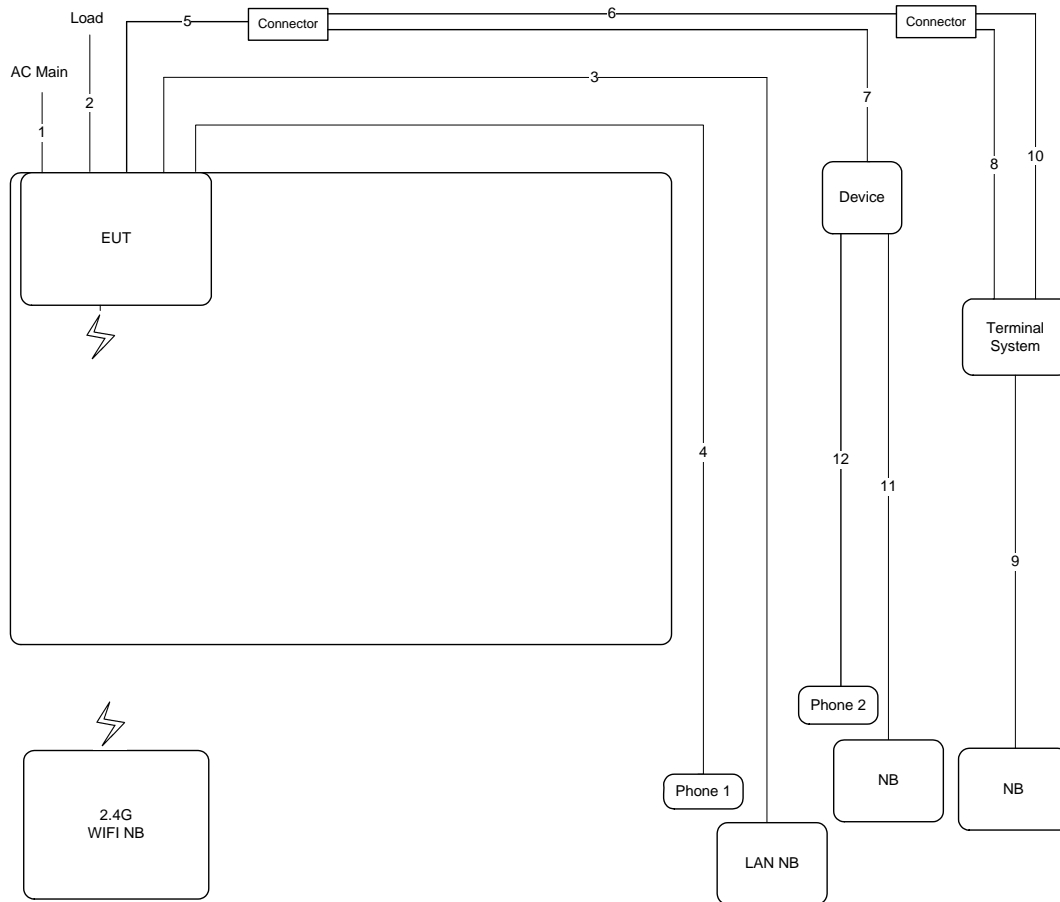 Load
5
Connector
6
Connector
AC Main
3
2
7
1
8
10
Device
EUT
Terminal
System
4
12
11
9
Phone 2
NB
NB
Phone 1
2.4G
WIFI NB
LAN NB